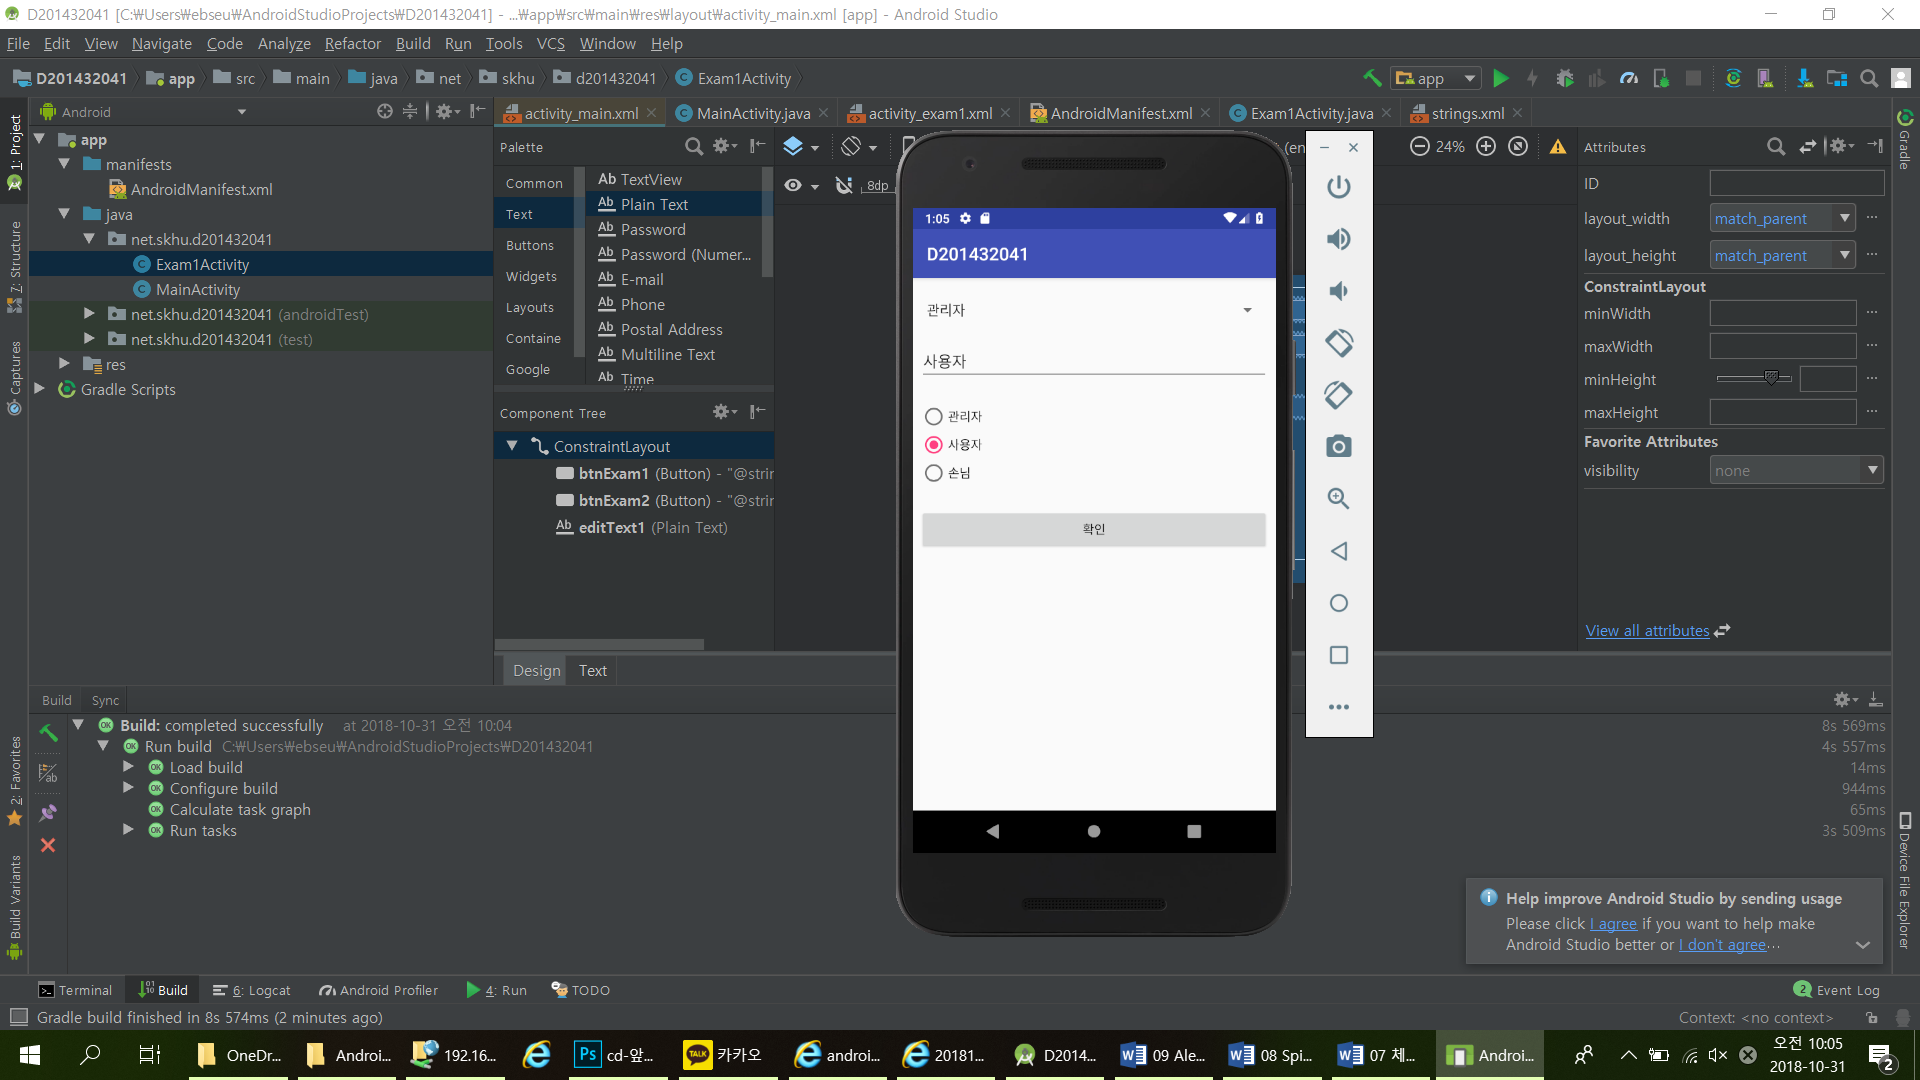 D201432041 [C:₩Users₩ebseu₩AndroidStudioProjects₩D201432041] - ...₩app₩src₩main₩res₩layout₩activity_main.xml [app] - Android Studio
File Edit View Navigate Code Analyze Refactor Build Run Tools VCS Window Help
D201432041 app src main java net skhu d201432041 Exam1Activity
app
Android
activity_main.xml MainActivity.java activity_exam1.xml AndroidManifest.xml Exam1Activity.java strings.xml
1: Project
7: Structure
Captures
2: Favorites
Build Variants
app
manifests
AndroidManifest.xml
java
net.skhu.d201432041
Exam1Activity
MainActivity
net.skhu.d201432041 (androidTest)
net.skhu.d201432041 (test)
res
Gradle Scripts
Palette
Common
Text
Buttons
Widgets
Layouts
Containe
Google
Ab TextView
Ab Plain Text
Ab Password
Ab Password (Numer...
Ab E-mail
Ab Phone
Ab Postal Address
Ab Multiline Text
Ab Time
Component Tree
ConstraintLayout
btnExam1 (Button) - "@strin
btnExam2 (Button) - "@strin
Ab editText1 (Plain Text)
Design Text
8dp
(en
24%
1:05
D201432041
관리자
사용자
관리자
사용자
손님
확인
Attributes
ID
layout_width match_parent
layout_height match_parent
ConstraintLayout
minWidth
maxWidth
minHeight
maxHeight
Favorite Attributes
visibility none
View all attributes
Gradle
Device File Explorer
Build Sync
Build: completed successfully at 2018-10-31 오전 10:04 8s 569ms
Run build C:₩Users₩ebseu₩AndroidStudioProjects₩D201432041 4s 557ms
Load build 14ms
Configure build 944ms
Calculate task graph 65ms
Run tasks 3s 509ms
Help improve Android Studio by sending usage
Please click I agree if you want to help make
Android Studio better or I don't agree...
Terminal Build 6: Logcat Android Profiler 4: Run TODO 2 Event Log
Gradle build finished in 8s 574ms (2 minutes ago) Context: <no context>
OneDr... Androi... 192.16... Ps cd-앞... TALK 카카오 androi... 20181... D2014... 09 Ale... 08 Spi... 07 체... Androi...
오전 10:05
2018-10-31
2